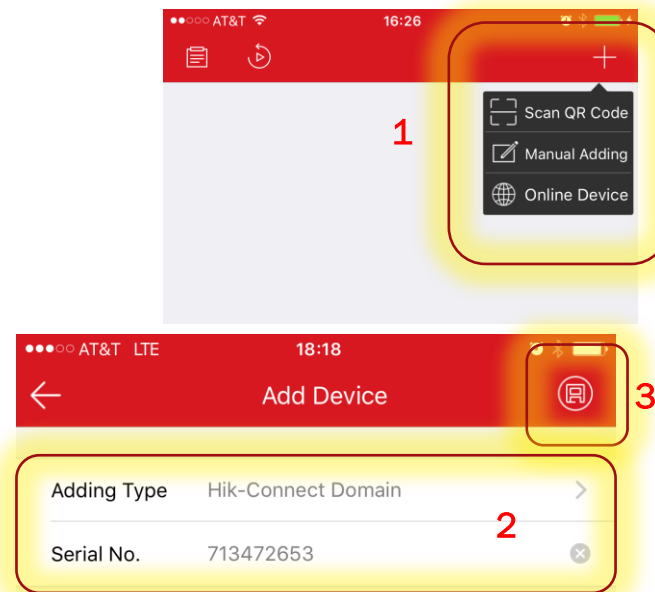 AT&T 16:26
1
Scan QR Code
Manual Adding
Online Device
AT&T LTE 18:18
Add Device
3
Adding Type Hik-Connect Domain
2
Serial No. 713472653